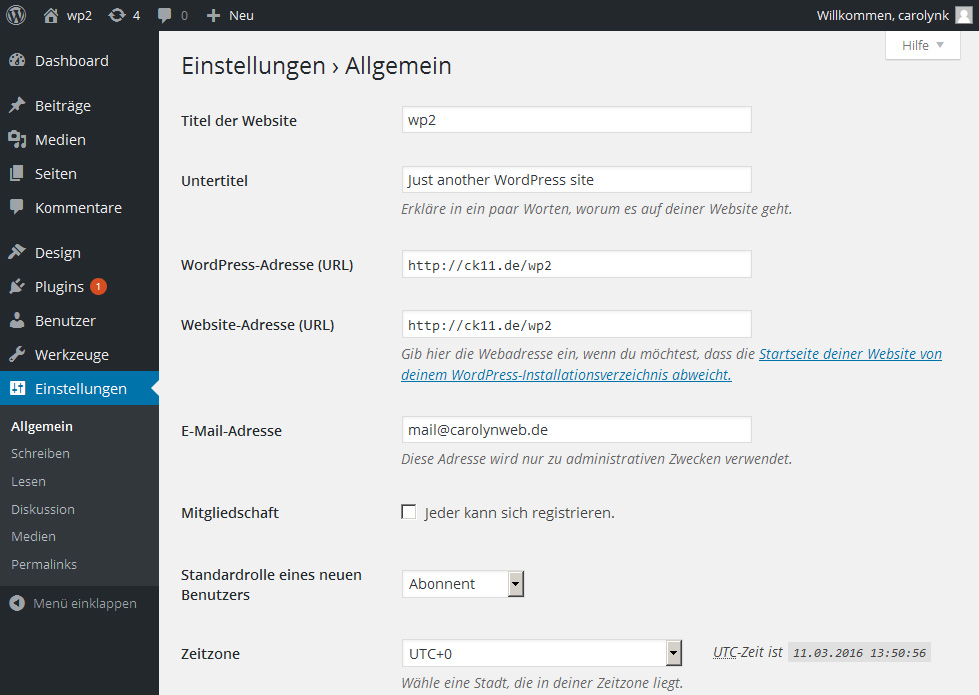 wp2 4 0 + Neu Willkommen, carolynk
Hilfe
Dashboard
Beiträge
Medien
Seiten
Kommentare
Design
Plugins 1
Benutzer
Werkzeuge
Einstellungen
Allgemein
Schreiben
Lesen
Diskussion
Medien
Permalinks
Menü einklappen
Einstellungen › Allgemein
Titel der Website wp2
Untertitel Just another WordPress site
Erkläre in ein paar Worten, worum es auf deiner Website geht.
WordPress-Adresse (URL) http://ck11.de/wp2
Website-Adresse (URL) http://ck11.de/wp2
Gib hier die Webadresse ein, wenn du möchtest, dass die Startseite deiner Website von
deinem WordPress-Installationsverzeichnis abweicht.
E-Mail-Adresse mail@carolynweb.de
Diese Adresse wird nur zu administrativen Zwecken verwendet.
Mitgliedschaft Jeder kann sich registrieren.
Standardrolle eines neuen
Benutzers Abonnent
Zeitzone UTC+0 UTC-Zeit ist 11.03.2016 13:50:56
Wähle eine Stadt, die in deiner Zeitzone liegt.